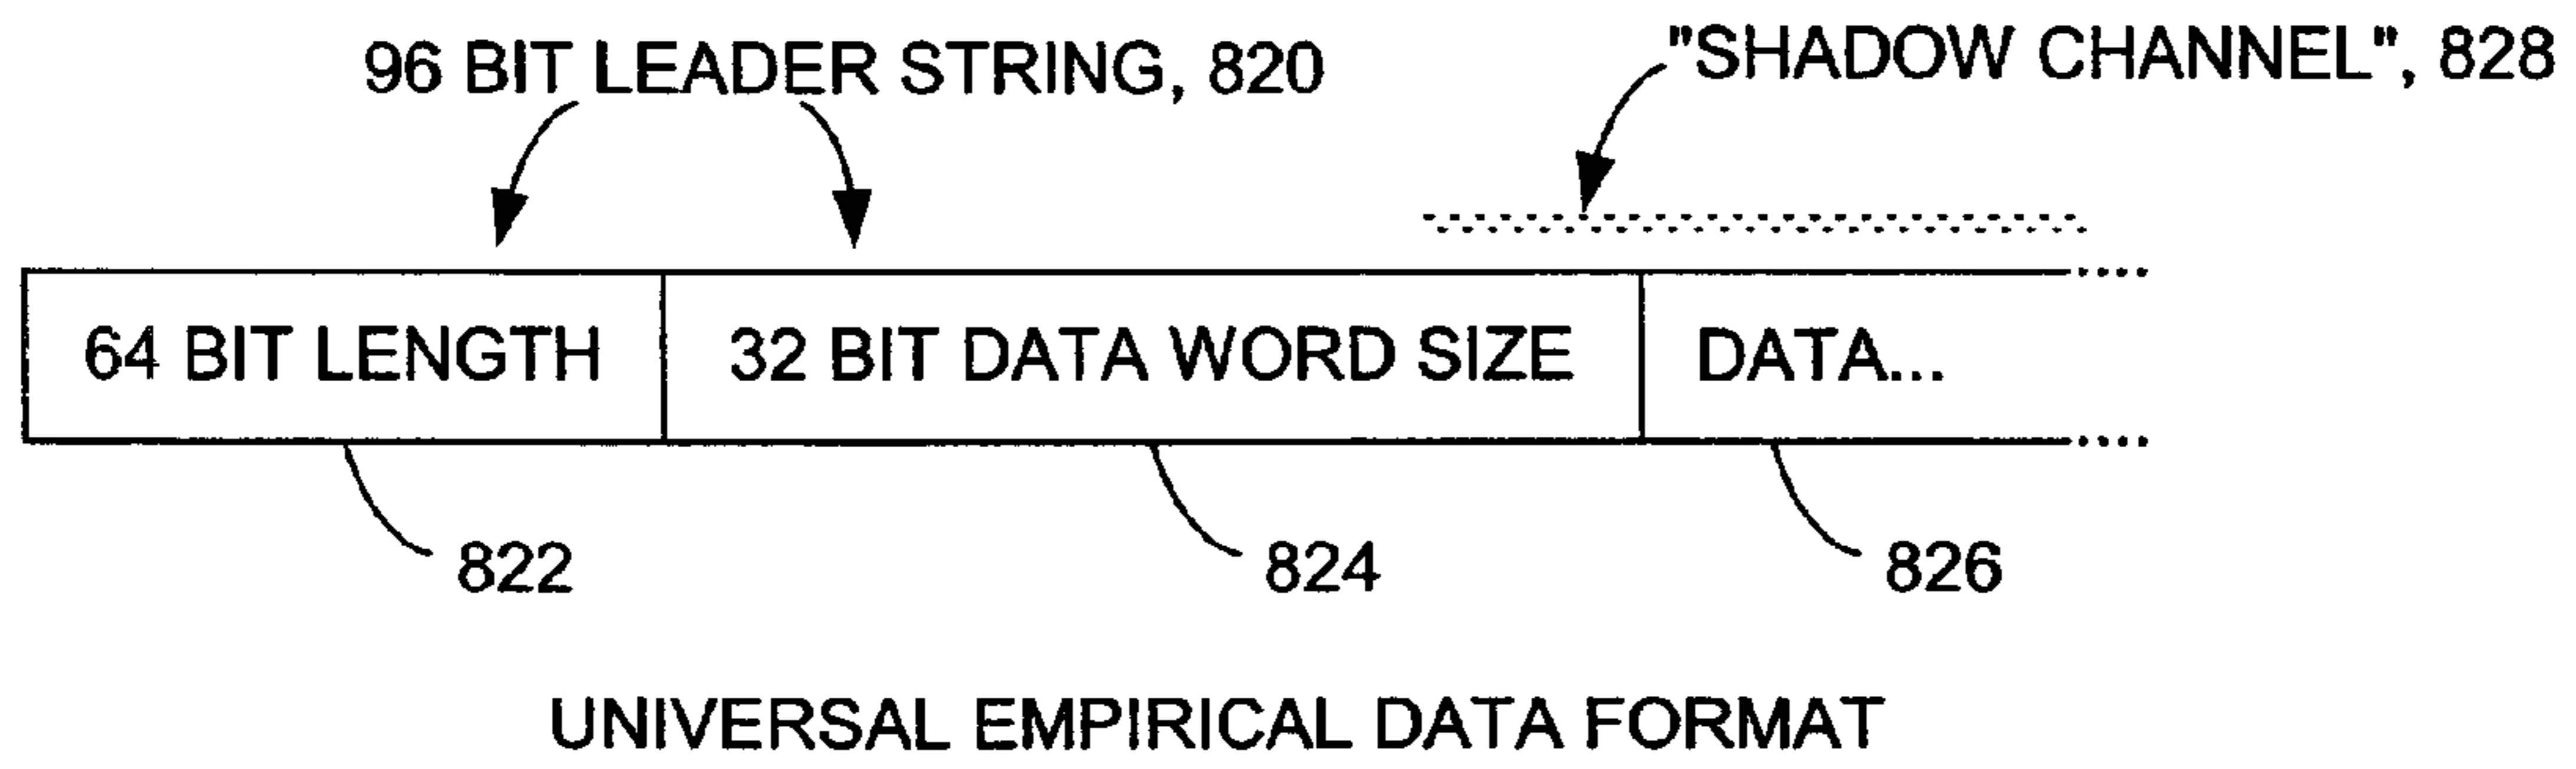 96 BIT LEADER STRING, 820
"SHADOW CHANNEL", 828
64 BIT LENGTH
32 BIT DATA WORD SIZE
DATA...
822
824
826
UNIVERSAL EMPIRICAL DATA FORMAT